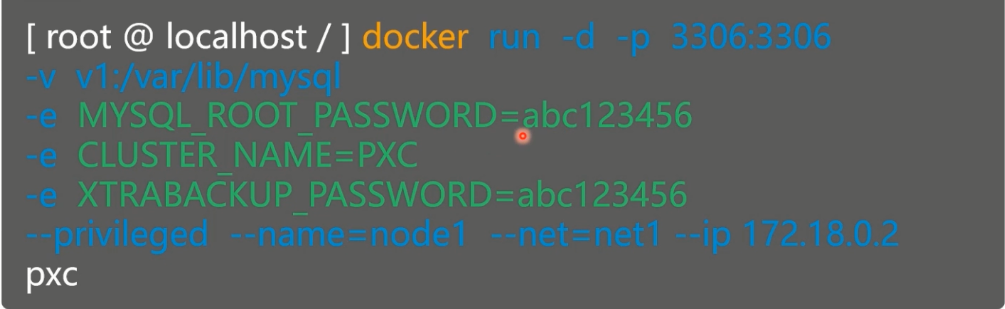 [ root @ localhost / ] docker run -d -p 3306:3306
-v v1:/var/lib/mysql
-e MYSQL_ROOT_PASSWORD=abc123456
-e CLUSTER_NAME=PXC
-e XTRABACKUP_PASSWORD=abc123456
--privileged --name=node1 --net=net1 --ip 172.18.0.2
pxc